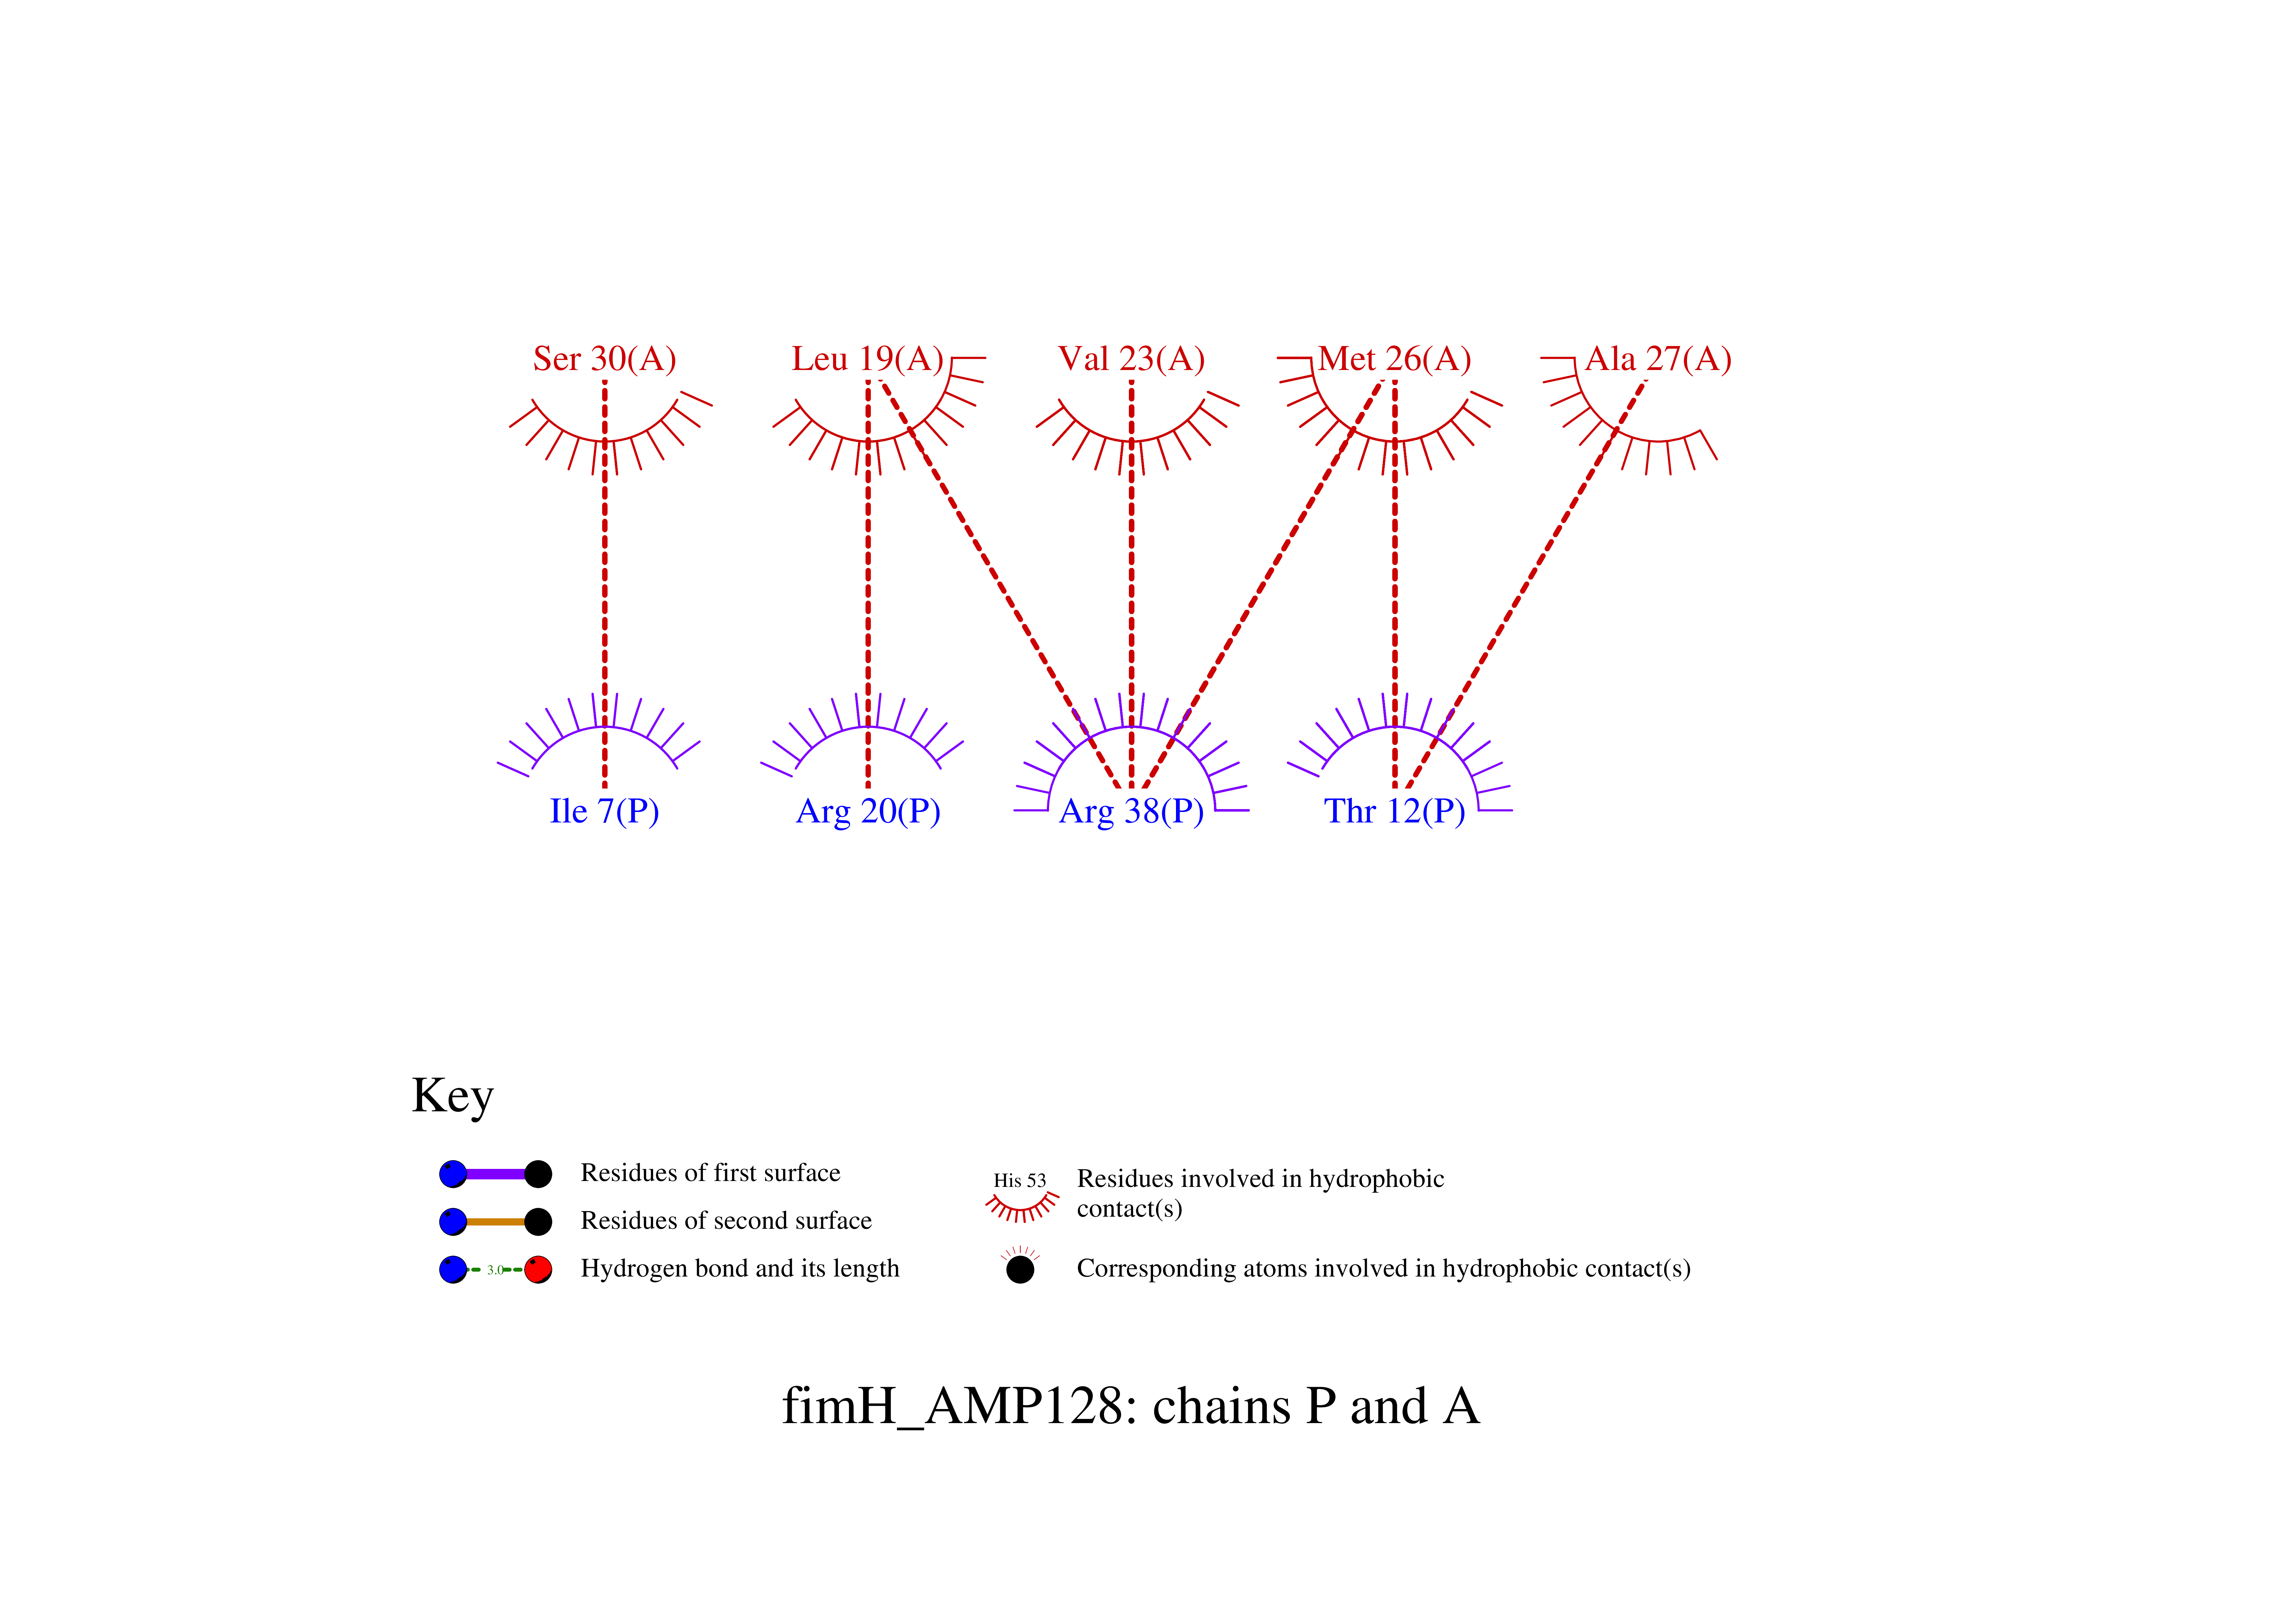 Ser 30(A) Leu 19(A) Val 23(A) Met 26(A) Ala 27(A)
Ile 7(P) Arg 20(P) Arg 38(P) Thr 12(P)
Key
Residues of first surface
Residues of second surface
3.0 Hydrogen bond and its length
His 53 Residues involved in hydrophobic
contact(s)
Corresponding atoms involved in hydrophobic contact(s)
fimH_AMP128: chains P and A